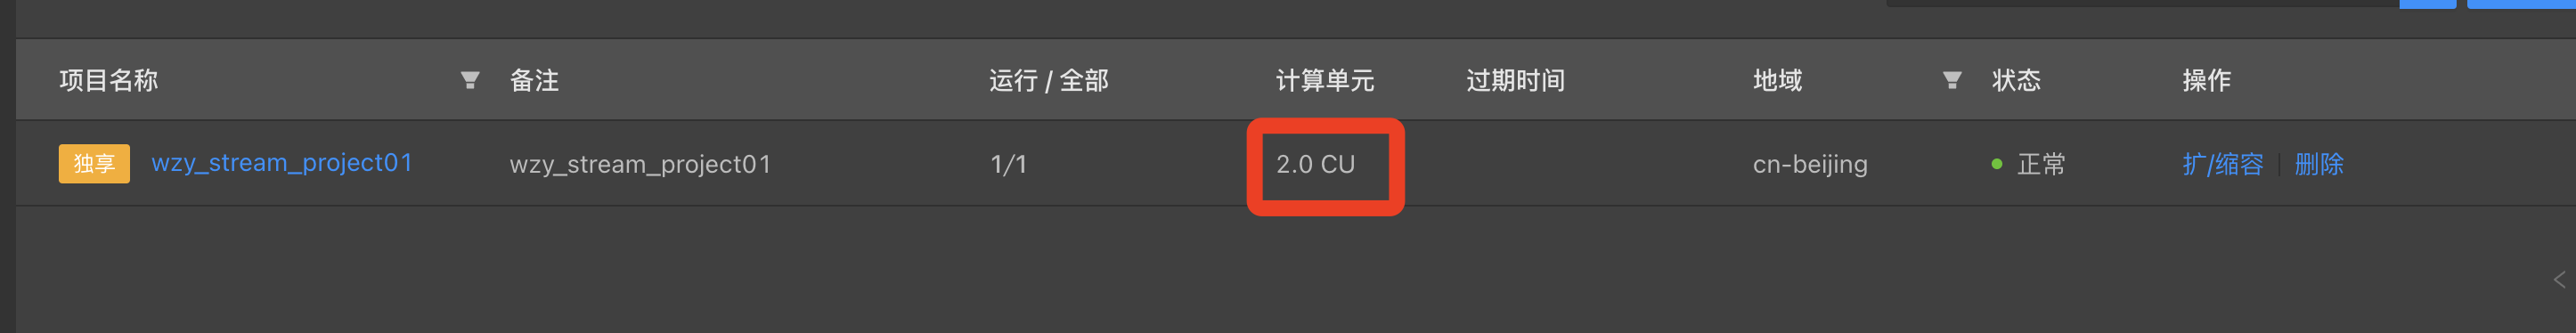 项目名称 备注 运行 / 全部 计算单元 过期时间 地域 状态 操作
独享 wzy_stream_project01 wzy_stream_project01 1/1 2.0 CU cn-beijing 正常 扩/缩容 删除